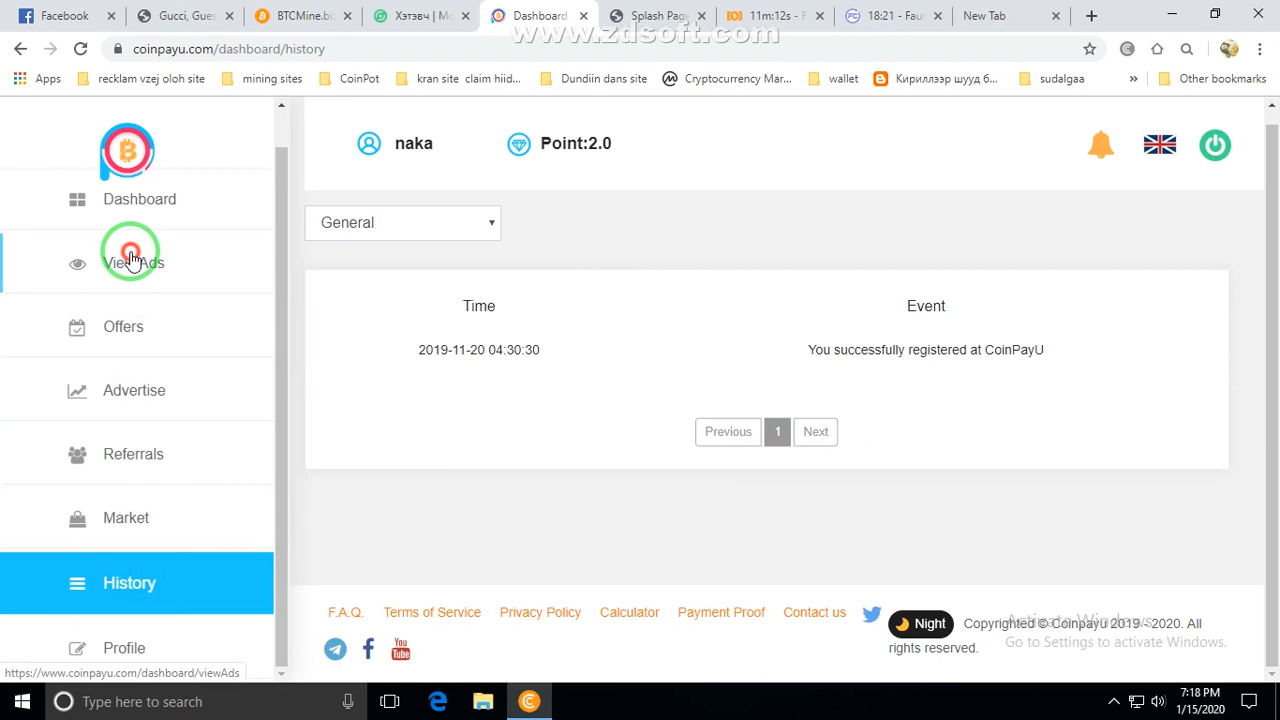 Facebook
Gucci, Gues
BTCMine.bi
Хэтэвч | Mo
Dashboard
Splash Pag
11m:12s - F
18:21 - Fau
New Tab
www.zdsoft.com
coinpayu.com/dashboard/history
Apps
recklam vzej oloh site
mining sites
CoinPot
kran site claim hiid...
Dundiin dans site
Cryptocurrency Mar...
wallet
Кириллээр шууд б...
sudalgaa
»
Other bookmarks
naka
Point:2.0
Dashboard
General
View Ads
Time
Event
Offers
2019-11-20 04:30:30
You successfully registered at CoinPayU
Advertise
Previous
1
Next
Referrals
Market
History
F.A.Q.
Terms of Service
Privacy Policy
Calculator
Payment Proof
Contact us
Night
Copyrighted © Coinpayu 2019 - 2020. All
rights reserved.
Activate Windows
Go to Settings to activate Windows.
You
Tube
Profile
https://www.coinpayu.com/dashboard/viewAds
Type here to search
7:18 PM
1/15/2020